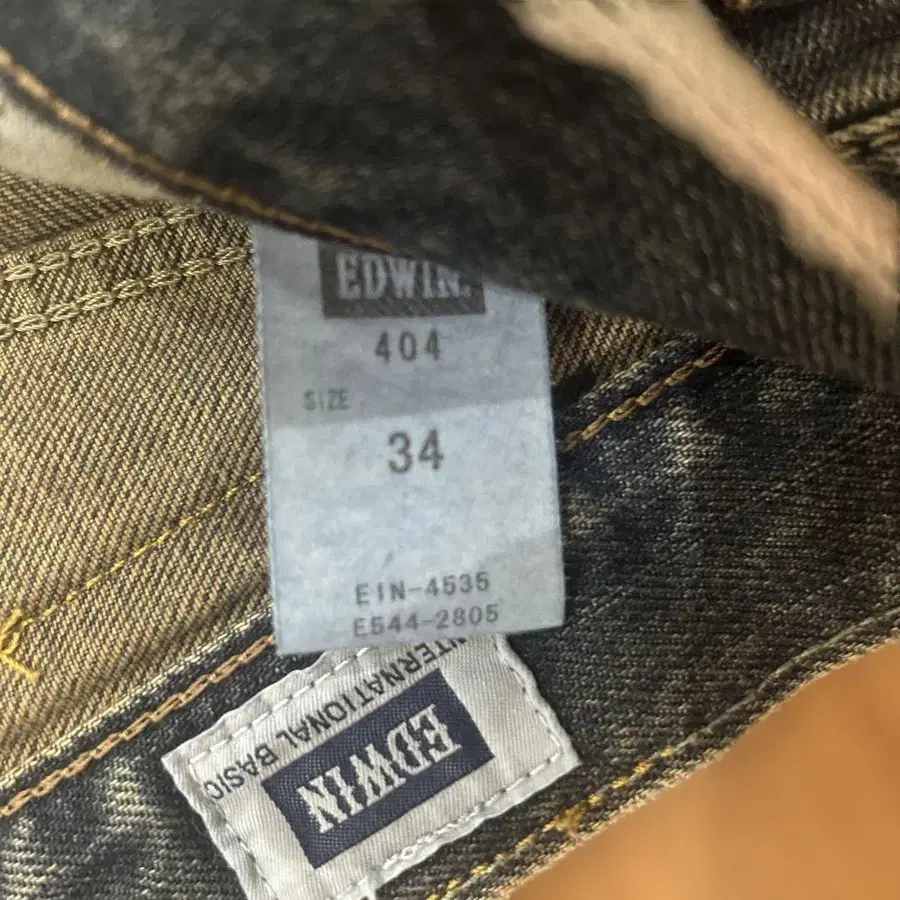 EDWIN.
404
SIZE
34
EIN-4535
E544-2805
INTERNATIONAL BASIC
EDWIN